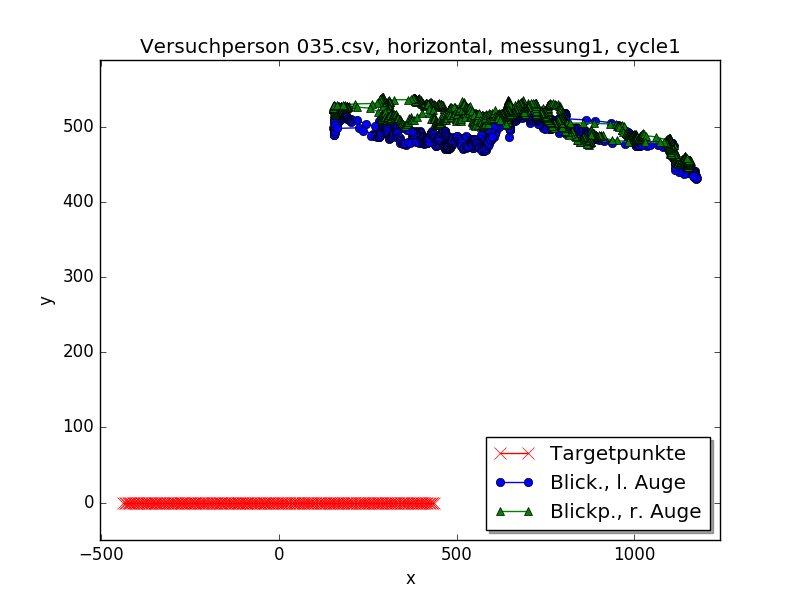 Versuchperson 035.csv, horizontal, messung1, cycle1
y
500
400
300
200
100
0
−500
0
500
1000
x
Targetpunkte
Blick., l. Auge
Blickp., r. Auge